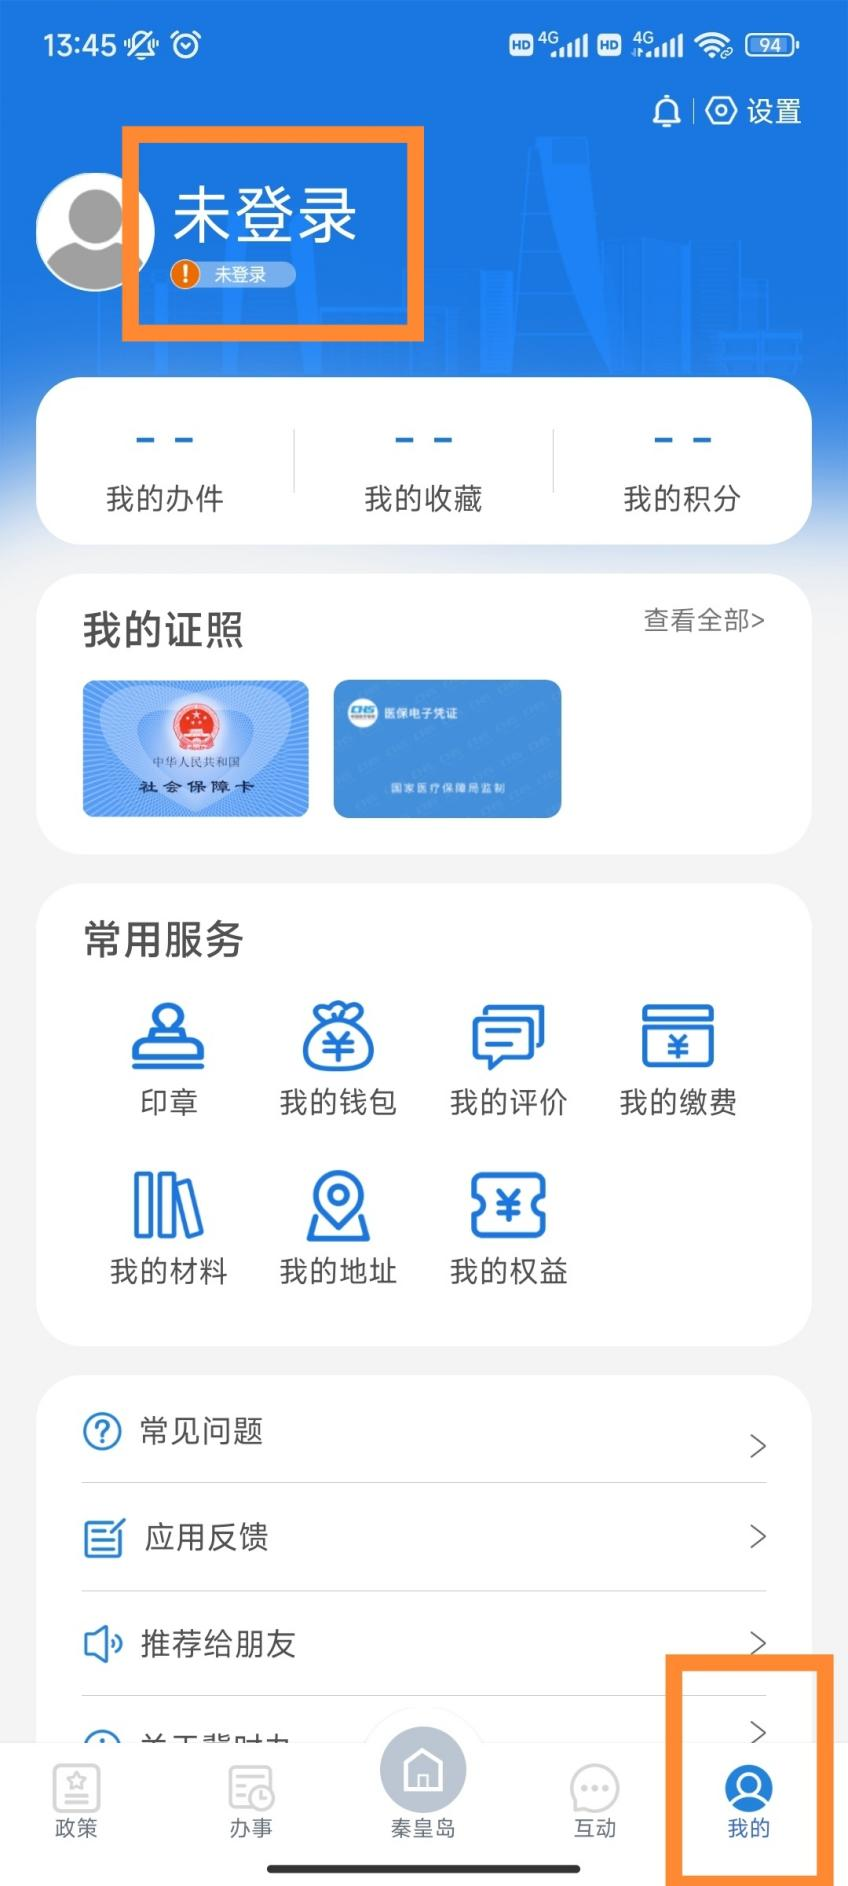 13:45 HD 4G HD 4G 94
设置
未登录
未登录
-- -- --
我的办件 我的收藏 我的积分
我的证照 查看全部>
中华人民共和国
社会保障卡
CHS 医保电子凭证
国家医疗保障局监制
常用服务
印章 我的钱包 我的评价 我的缴费
我的材料 我的地址 我的权益
常见问题
应用反馈
推荐给朋友
政策 办事 秦皇岛 互动 我的